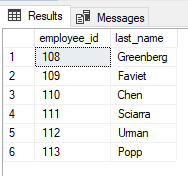 Results Messages
employee_id last_name
1 108 Greenberg
2 109 Faviet
3 110 Chen
4 111 Sciarra
5 112 Urman
6 113 Popp